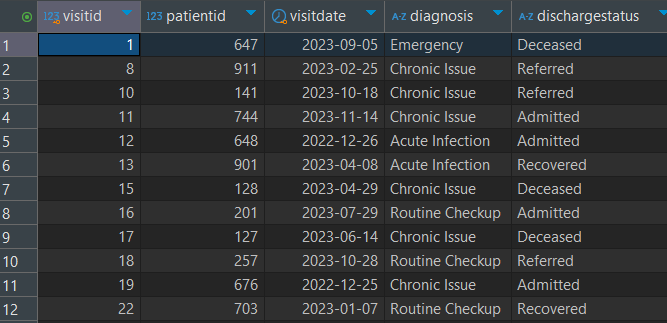 123 visitid 123 patientid visitdate A-Z diagnosis A-Z dischargestatus
1 1 647 2023-09-05 Emergency Deceased
2 8 911 2023-02-25 Chronic Issue Referred
3 10 141 2023-10-18 Chronic Issue Referred
4 11 744 2023-11-14 Chronic Issue Admitted
5 12 648 2022-12-26 Acute Infection Admitted
6 13 901 2023-04-08 Acute Infection Recovered
7 15 128 2023-04-29 Chronic Issue Deceased
8 16 201 2023-07-29 Routine Checkup Admitted
9 17 127 2023-06-14 Chronic Issue Deceased
10 18 257 2023-10-28 Routine Checkup Referred
11 19 676 2022-12-25 Chronic Issue Admitted
12 22 703 2023-01-07 Routine Checkup Recovered